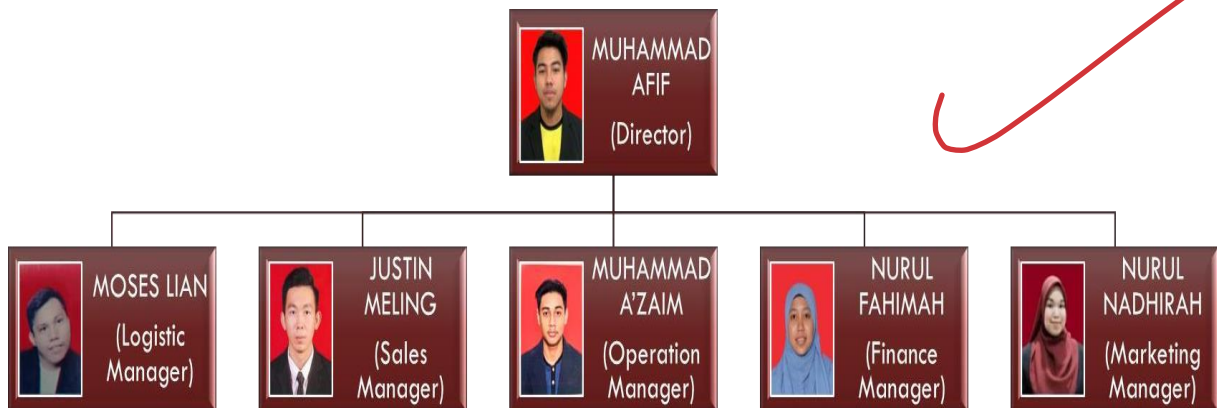 MUHAMMAD
AFIF
(Director)
MOSES LIAN
(Logistic
Manager)
JUSTIN
MELING
(Sales
Manager)
MUHAMMAD
A'ZAIM
(Operation
Manager)
NURUL
FAHIMAH
(Finance
Manager)
NURUL
NADHIRAH
(Marketing
Manager)